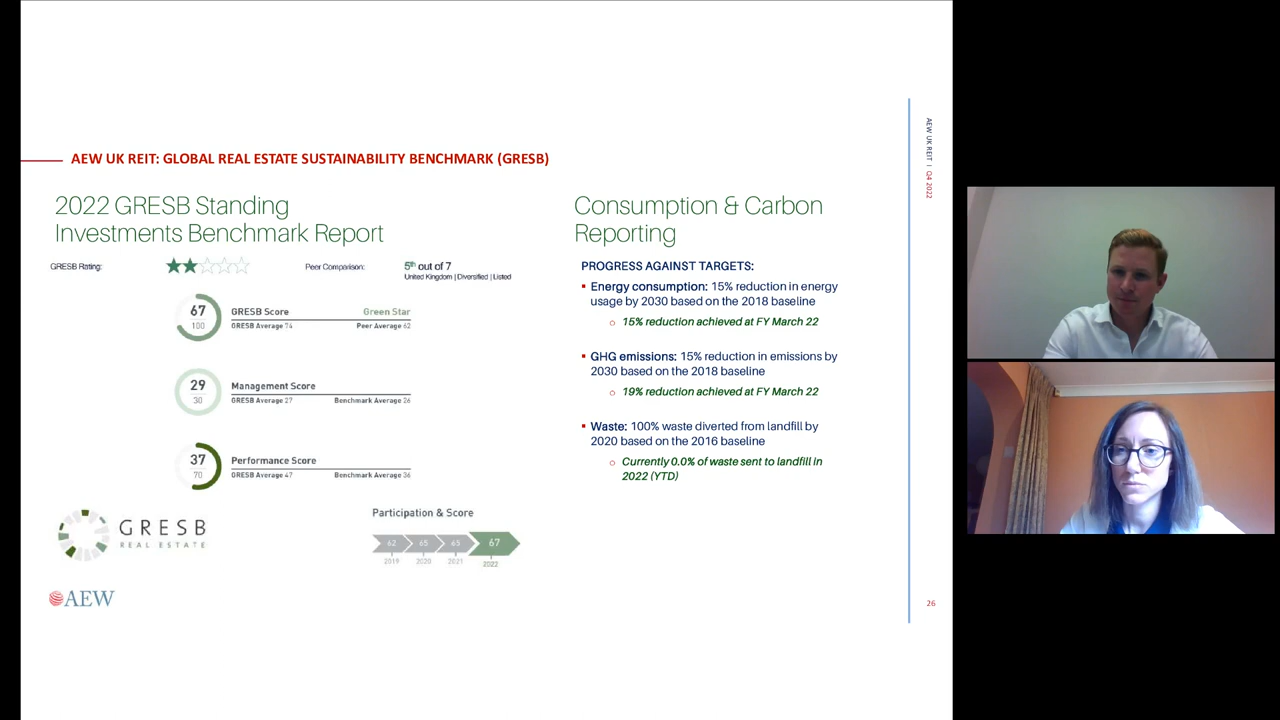 AEW UK REIT: GLOBAL REAL ESTATE SUSTAINABILITY BENCHMARK (GRESB)
2022 GRESB Standing
Investments Benchmark Report
GRESB Rating:
Peer Comparison:
5th out of 7
United Kingdom | Diversified | Listed
67
100
GRESB Score
Green Star
GRESB Average 74
Peer Average 62
29
30
Management Score
GRESB Average 27
Benchmark Average 26
37
70
Performance Score
GRESB Average 47
Benchmark Average 36
GRESB
REAL ESTATE
Participation & Score
62
65
65
67
2019
2020
2021
2022
AEW
Consumption & Carbon
Reporting
PROGRESS AGAINST TARGETS:
Energy consumption: 15% reduction in energy
usage by 2030 based on the 2018 baseline
15% reduction achieved at FY March 22
GHG emissions: 15% reduction in emissions by
2030 based on the 2018 baseline
19% reduction achieved at FY March 22
Waste: 100% waste diverted from landfill by
2020 based on the 2016 baseline
Currently 0.0% of waste sent to landfill in
2022 (YTD)
AEW UK REIT | Q4 2022
26